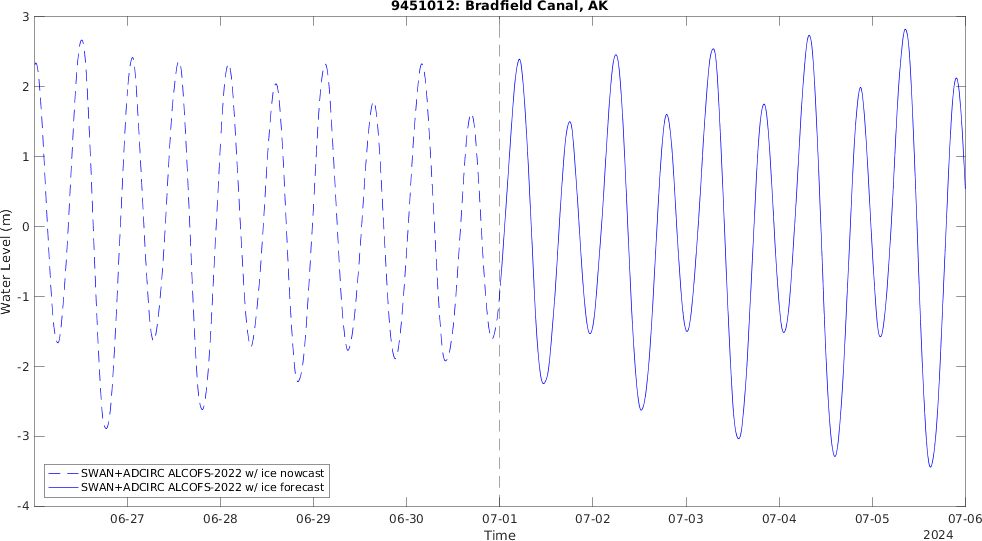 9451012: Bradfield Canal, AK
3
2
1
0
-1
-2
-3
-4
Water Level (m)
SWAN+ADCIRC ALCOFS-2022 w/ ice nowcast
SWAN+ADCIRC ALCOFS-2022 w/ ice forecast
06-27 06-28 06-29 06-30 07-01 07-02 07-03 07-04 07-05 07-06
Time
2024